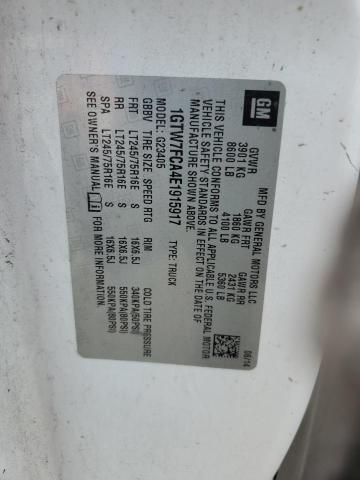 GM
MFD BY GENERAL MOTORS LLC
GVWR GAWR FRT GAWR RR
3901 KG 1860 KG 2431 KG
8600 LB 4100 LB 5360 LB
THIS VEHICLE CONFORMS TO ALL APPLICABLE U.S. FEDERAL MOTOR
VEHICLE SAFETY STANDARDS IN EFFECT ON THE DATE OF
MANUFACTURE SHOWN ABOVE.
06/14
1GTW7FCA4E1915917 TYPE: TRUCK
MODEL: G23405
GBBV TIRE SIZE SPEED RTG RIM COLD TIRE PRESSURE
FRT LT245/75R16E S 16X6.5J 340KPA(50PSI)
RR LT245/75R16E S 16X6.5J 550KPA(80PSI)
SPA LT245/75R16E S 16X6.5J 550KPA(80PSI)
SEE OWNER'S MANUAL